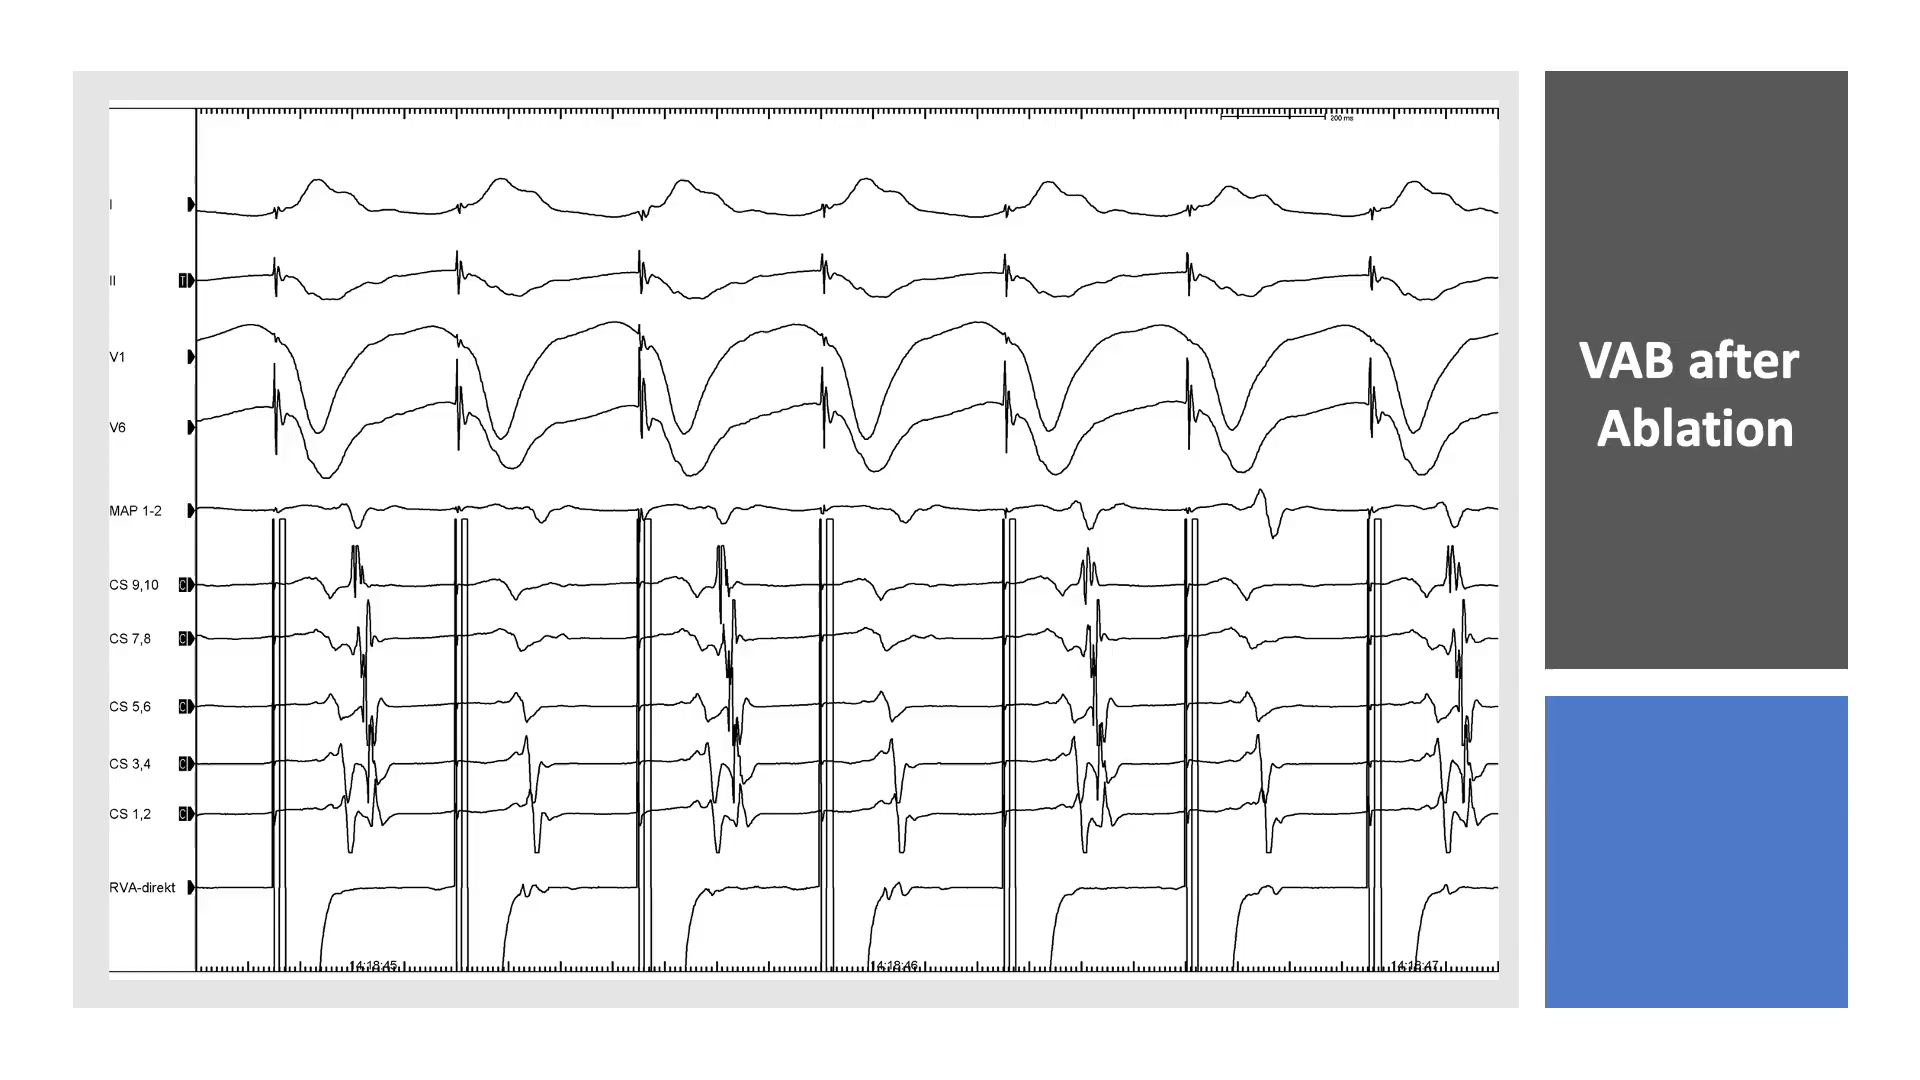 200 ms
I
II
T
V1
V6
MAP 1-2
CS 9,10
C
CS 7,8
C
CS 5,6
C
CS 3,4
C
CS 1,2
C
RVA-direkt
14:18:45
14:18:46
14:18:47
VAB after
Ablation